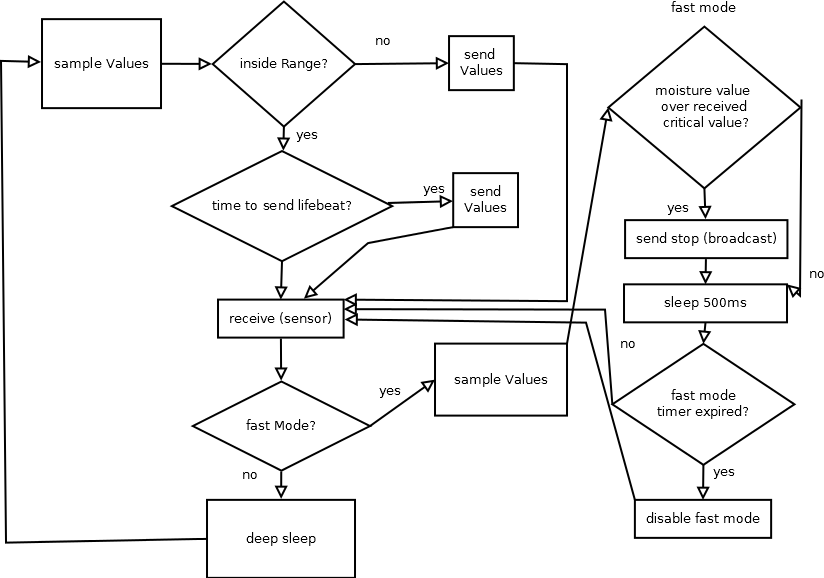 fast mode
sample Values
inside Range?
no
send
Values
moisture value
over received
critical value?
yes
time to send lifebeat?
yes
send
Values
yes
send stop (broadcast)
no
receive (sensor)
sleep 500ms
no
fast Mode?
yes
sample Values
fast mode
timer expired?
no
yes
deep sleep
disable fast mode